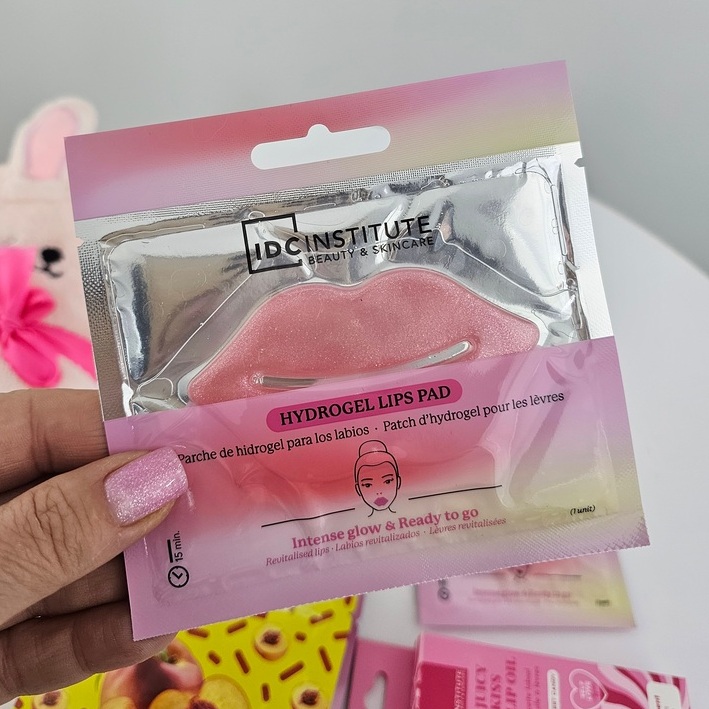 IDC INSTITUTE
BEAUTY & SKINCARE
HYDROGEL LIPS PAD
Parche de hidrogel para los labios · Patch d'hydrogel pour les lèvres
Intense glow & Ready to go
Revitalised lips · Labios revitalizados · Lèvres revitalisées
(1 unit)
15 min.
JUICY
KISS
LIP OIL